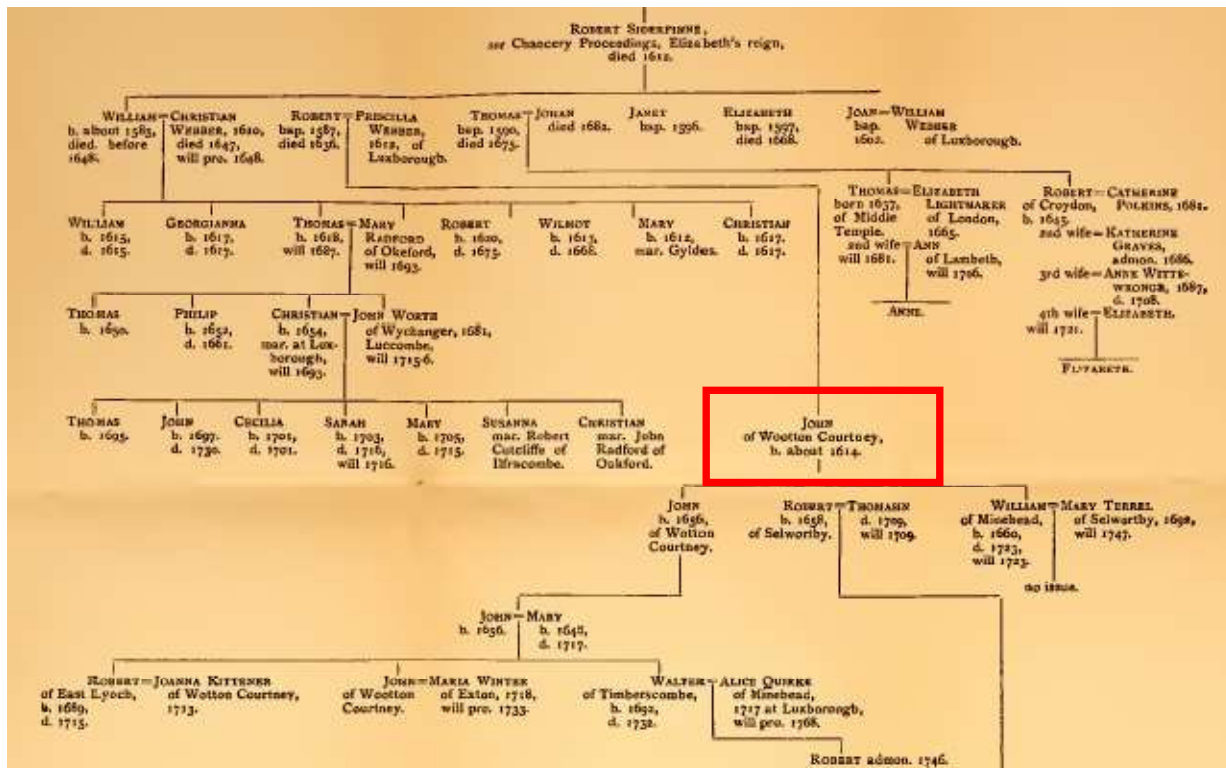 ROBERT SIDERFINNE,
see Chancery Proceedings, Elizabeth's reign,
died 1612.
WILLIAM = CHRISTIAN
b. about 1585, WEBBER, 1610,
died before died 1647,
1648. will pro. 1648.
ROBERT = PRISCILLA
bap. 1587, WEBBER,
died 1636. 1612, of
Luxborough.
THOMAS = JOHAN
bap. 1590, died 1682.
died 1675.
JANET
bap. 1596.
ELIZABETH
bap. 1597,
died 1668.
JOAN = WILLIAM
bap. WEBBER
1602. of Luxborough.
THOMAS = ELIZABETH
born 1637, LIGHTMAKER
of Middle of London,
Temple. 1665.
2nd wife = ANN
will 1681. of Lambeth,
will 1706.
ANNE.
ROBERT = CATHERINE
of Croydon, POLKINS, 1681.
b. 1645.
2nd wife = KATHERINE
GRAVES,
admon. 1686.
3rd wife = ANNE WITTE-
WRONGE, 1687,
d. 1708.
4th wife = ELIZABETH.
will 1721.
ELIZABETH.
WILLIAM
b. 1615,
d. 1615.
GEORGIANNA
b. 1617,
d. 1617.
THOMAS = MARY
b. 1618, RADFORD
will 1687. of Okeford,
will 1693.
ROBERT
b. 1620,
d. 1675.
WILMOT
b. 1613,
d. 1668.
MARY
b. 1612,
mar. Gyldes.
CHRISTIAN
b. 1617.
d. 1617.
THOMAS
b. 1650.
PHILIP
b. 1652,
d. 1661.
CHRISTIAN = JOHN WORTH
b. 1654, of Wychanger, 1681,
mar. at Lux- Luccombe,
borough, will 1715-6.
will 1693.
THOMAS
b. 1695.
JOHN
b. 1697.
d. 1730.
CECILIA
b. 1701,
d. 1701.
SARAH
b. 1703,
d. 1716,
will 1716.
MARY
b. 1705,
d. 1715.
SUSANNA
mar. Robert
Cutcliffe of
Ilfracombe.
CHRISTIAN
mar. John
Radford of
Oakford.
JOHN
of Wootton Courtney,
b. about 1614.
JOHN
b. 1656,
of Wotton
Courtney.
ROBERT = THOMASIN
b. 1658, d. 1709,
of Selworthy. will 1709.
WILLIAM = MARY TERREL
of Minehead, of Selworthy, 1698,
b. 1660, will 1747.
d. 1723,
will 1723.
no issue.
JOHN = MARY
b. 1656. b. 1648,
d. 1717.
ROBERT = JOANNA KITTENER
of East Lynch, of Wotton Courtney,
b. 1689, 1713.
d. 1715.
JOHN = MARIA WINTER
of Wootton of Exton, 1718,
Courtney. will pro. 1733.
WALTER = ALICE QUIRKE
of Timberscombe, of Minehead,
b. 1692, 1717 at Luxborough,
d. 1732. will pro. 1768.
ROBERT admon. 1746.